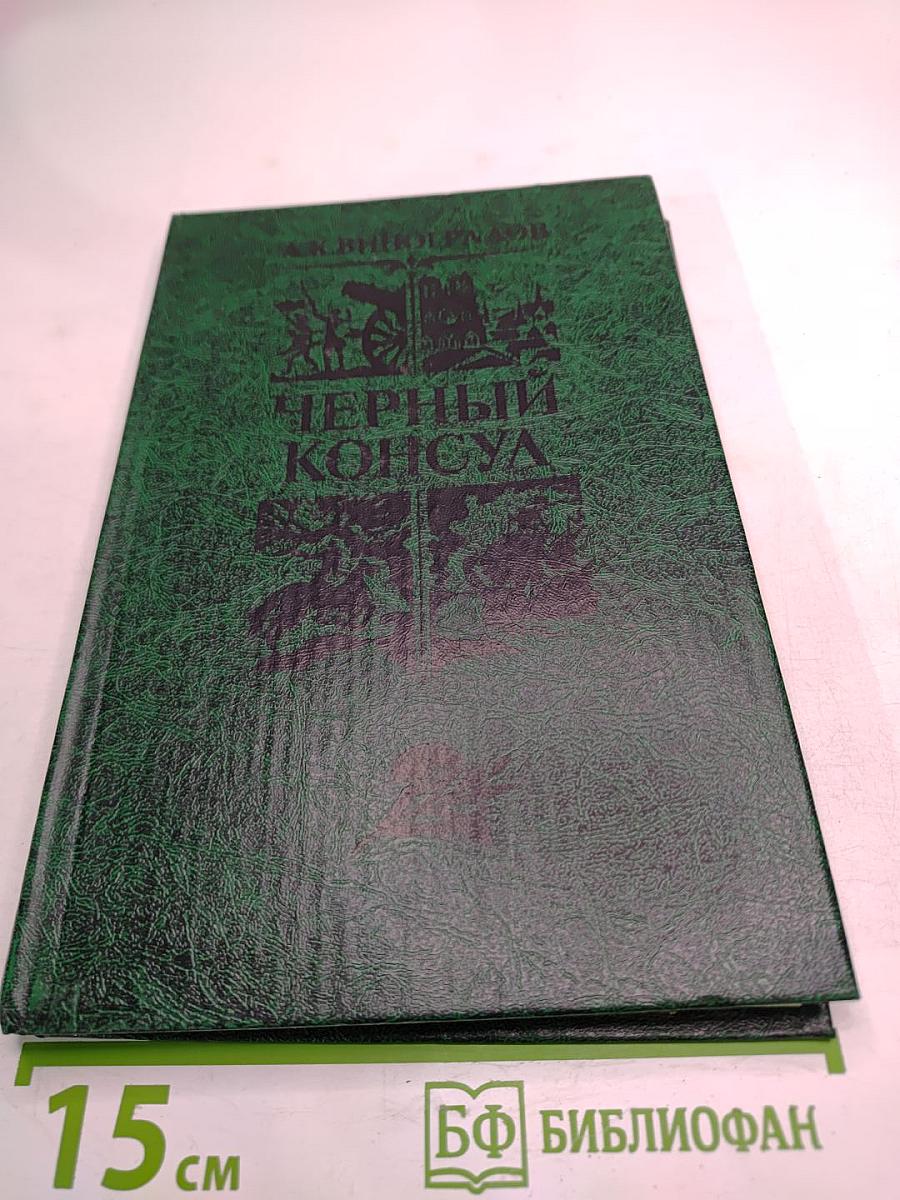 А.К.ВИНОГРАДОВ
ЧЕРНЫЙ
КОНСУЛ
15 см
БФ БИБЛИОФАН